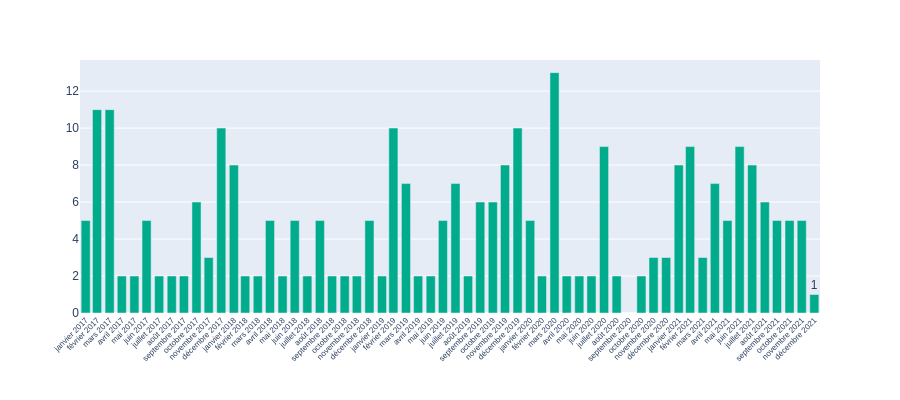 12
10
8
6
4
2
0
1
janvier 2017
février 2017
mars 2017
avril 2017
mai 2017
juin 2017
juillet 2017
août 2017
septembre 2017
octobre 2017
novembre 2017
décembre 2017
janvier 2018
février 2018
mars 2018
avril 2018
mai 2018
juin 2018
juillet 2018
août 2018
septembre 2018
octobre 2018
novembre 2018
décembre 2018
janvier 2019
février 2019
mars 2019
avril 2019
mai 2019
juin 2019
juillet 2019
août 2019
septembre 2019
octobre 2019
novembre 2019
décembre 2019
janvier 2020
février 2020
mars 2020
avril 2020
mai 2020
juin 2020
juillet 2020
août 2020
septembre 2020
octobre 2020
novembre 2020
décembre 2020
janvier 2021
février 2021
mars 2021
avril 2021
mai 2021
juin 2021
juillet 2021
août 2021
septembre 2021
octobre 2021
novembre 2021
décembre 2021